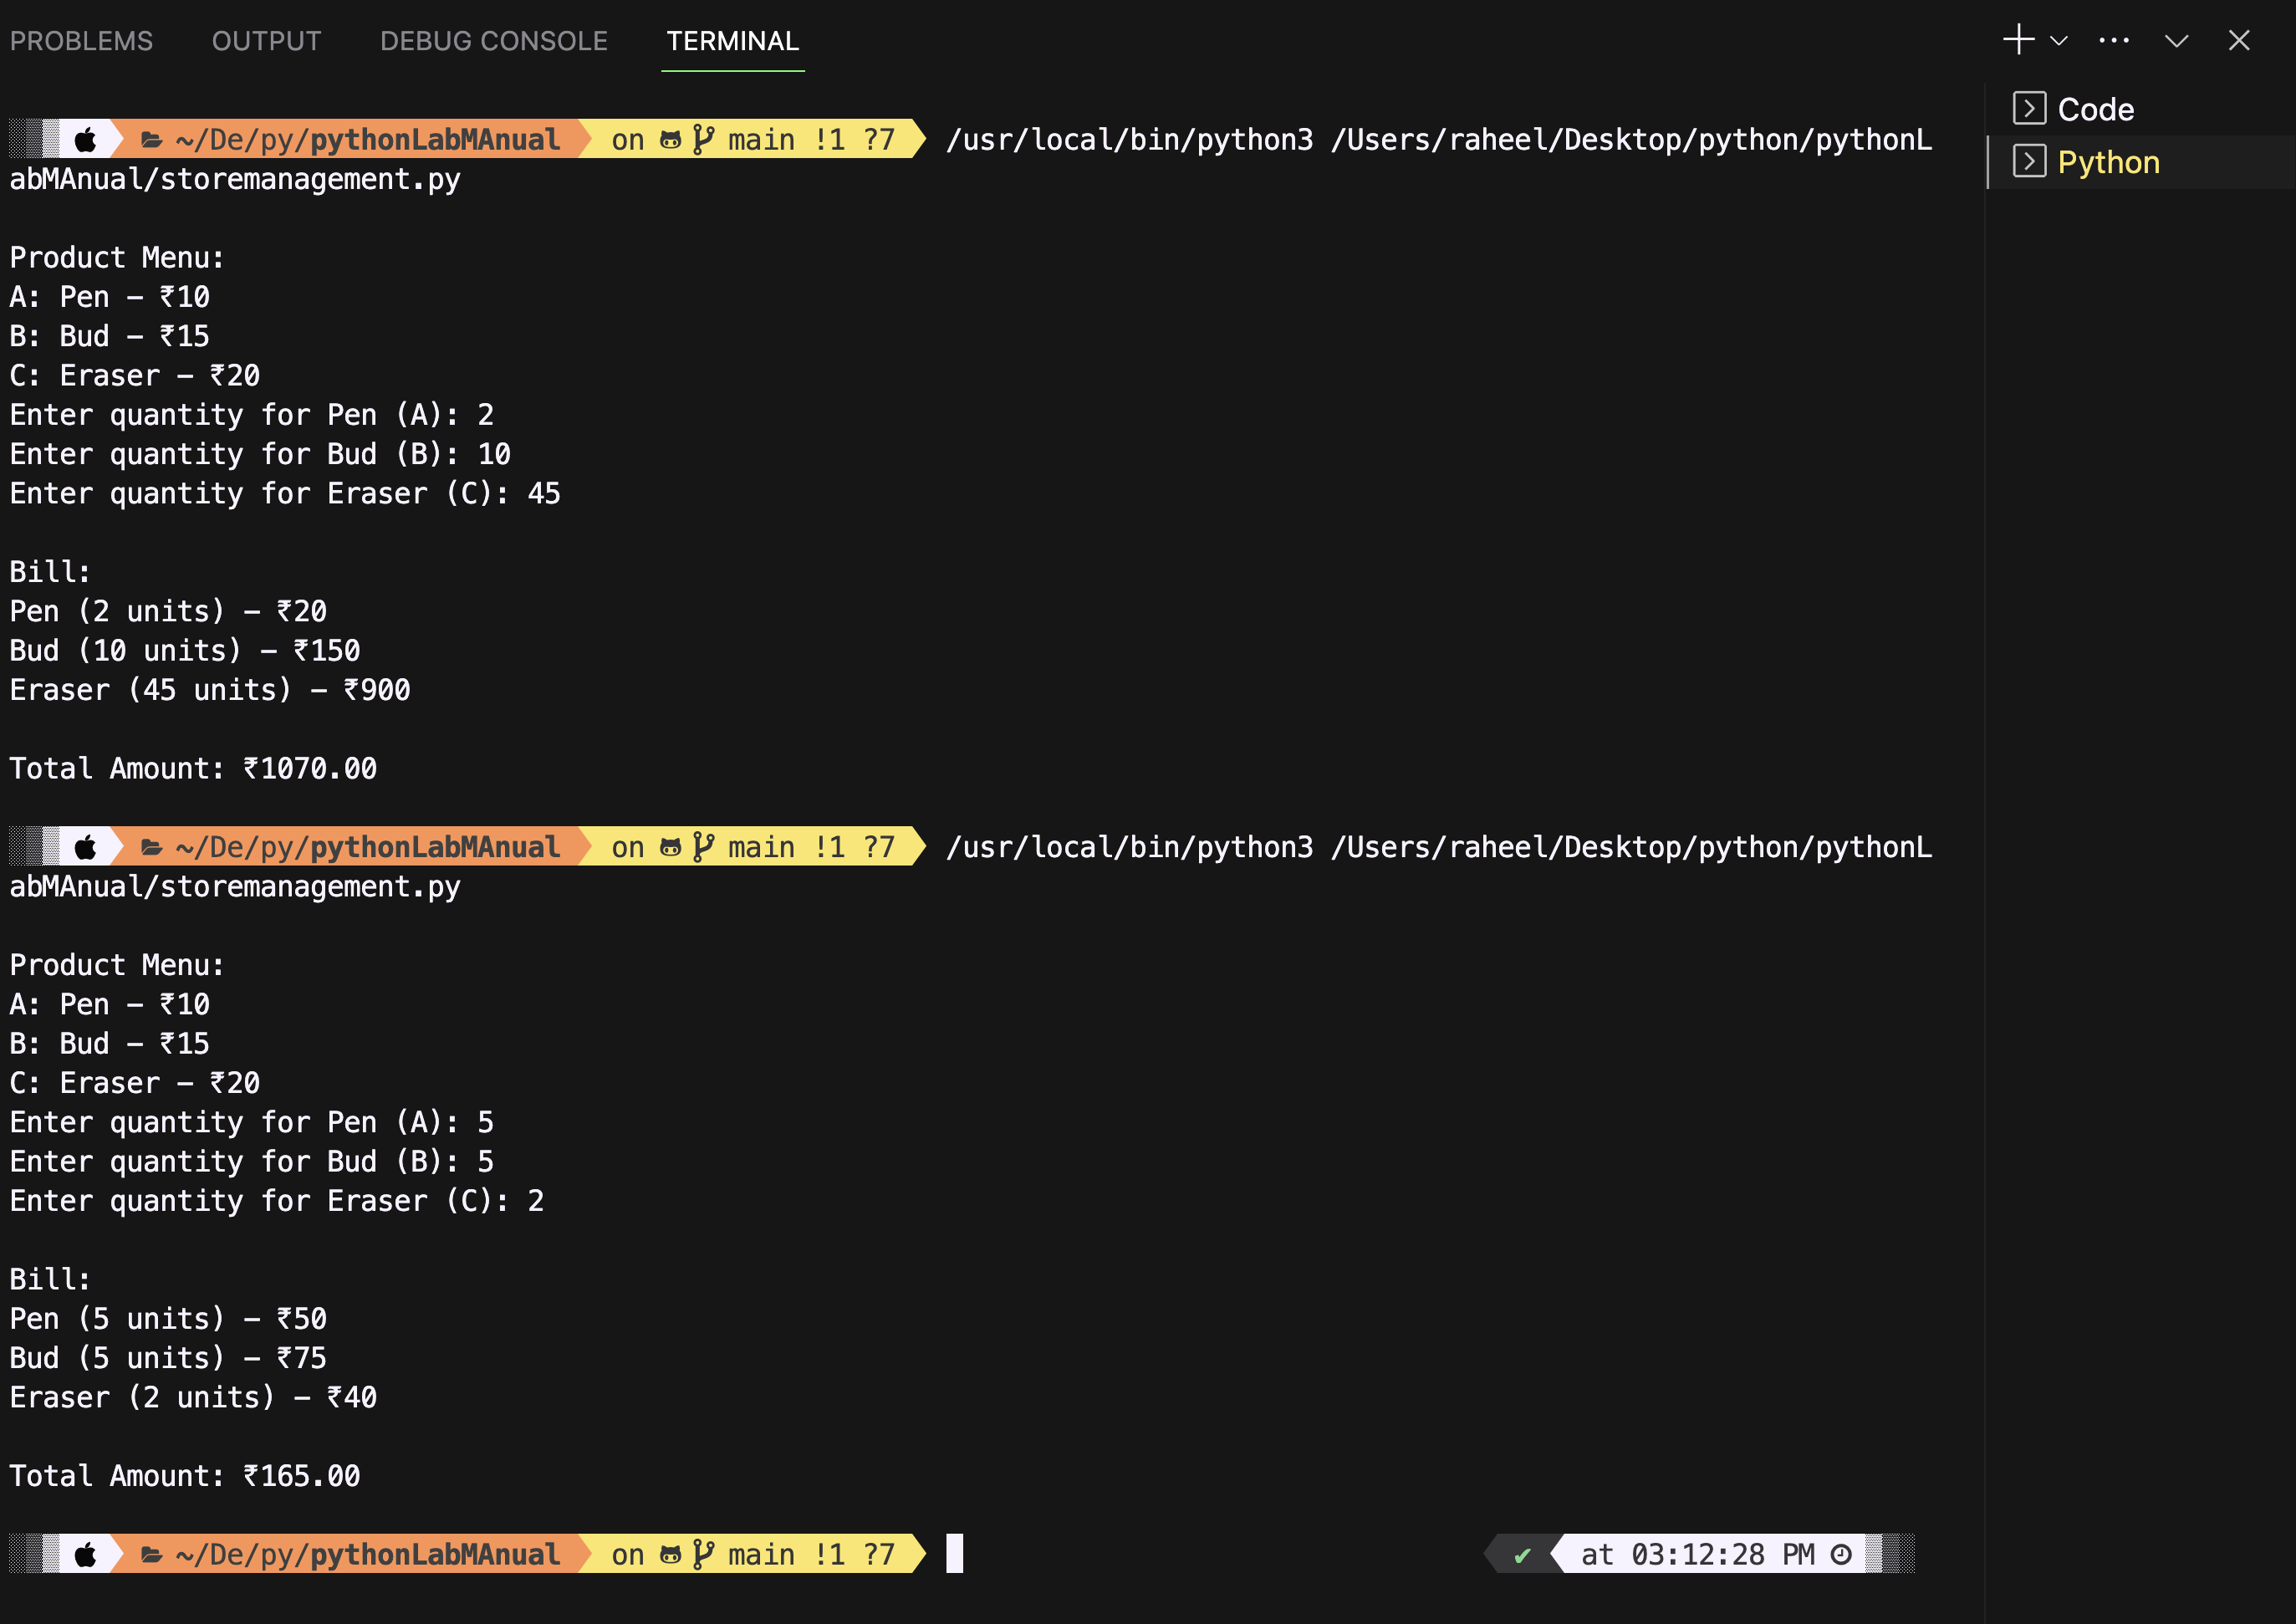 PROBLEMS OUTPUT DEBUG CONSOLE TERMINAL
Code
Python
~/De/py/pythonLabMAnual on main !1 ?7 /usr/local/bin/python3 /Users/raheel/Desktop/python/pythonL
abMAnual/storemanagement.py
Product Menu:
A: Pen - ₹10
B: Bud - ₹15
C: Eraser - ₹20
Enter quantity for Pen (A): 2
Enter quantity for Bud (B): 10
Enter quantity for Eraser (C): 45
Bill:
Pen (2 units) - ₹20
Bud (10 units) - ₹150
Eraser (45 units) - ₹900
Total Amount: ₹1070.00
~/De/py/pythonLabMAnual on main !1 ?7 /usr/local/bin/python3 /Users/raheel/Desktop/python/pythonL
abMAnual/storemanagement.py
Product Menu:
A: Pen - ₹10
B: Bud - ₹15
C: Eraser - ₹20
Enter quantity for Pen (A): 5
Enter quantity for Bud (B): 5
Enter quantity for Eraser (C): 2
Bill:
Pen (5 units) - ₹50
Bud (5 units) - ₹75
Eraser (2 units) - ₹40
Total Amount: ₹165.00
~/De/py/pythonLabMAnual on main !1 ?7 ✔ at 03:12:28 PM